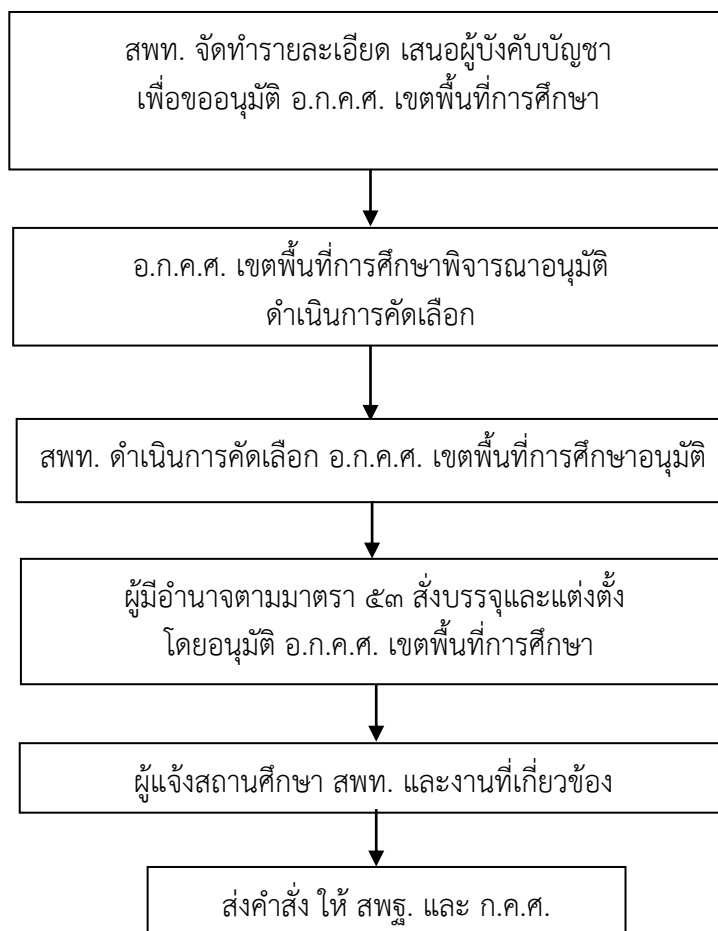 สพท. จัดทำรายละเอียด เสนอผู้บังคับบัญชา
เพื่อขออนุมัติ อ.ก.ค.ศ. เขตพื้นที่การศึกษา
อ.ก.ค.ศ. เขตพื้นที่การศึกษาพิจารณาอนุมัติ
ดำเนินการคัดเลือก
สพท. ดำเนินการคัดเลือก อ.ก.ค.ศ. เขตพื้นที่การศึกษาอนุมัติ
ผู้มีอำนาจตามมาตรา ๕๓ สั่งบรรจุและแต่งตั้ง
โดยอนุมัติ อ.ก.ค.ศ. เขตพื้นที่การศึกษา
ผู้แจ้งสถานศึกษา สพท. และงานที่เกี่ยวข้อง
ส่งคำสั่ง ให้ สพฐ. และ ก.ค.ศ.